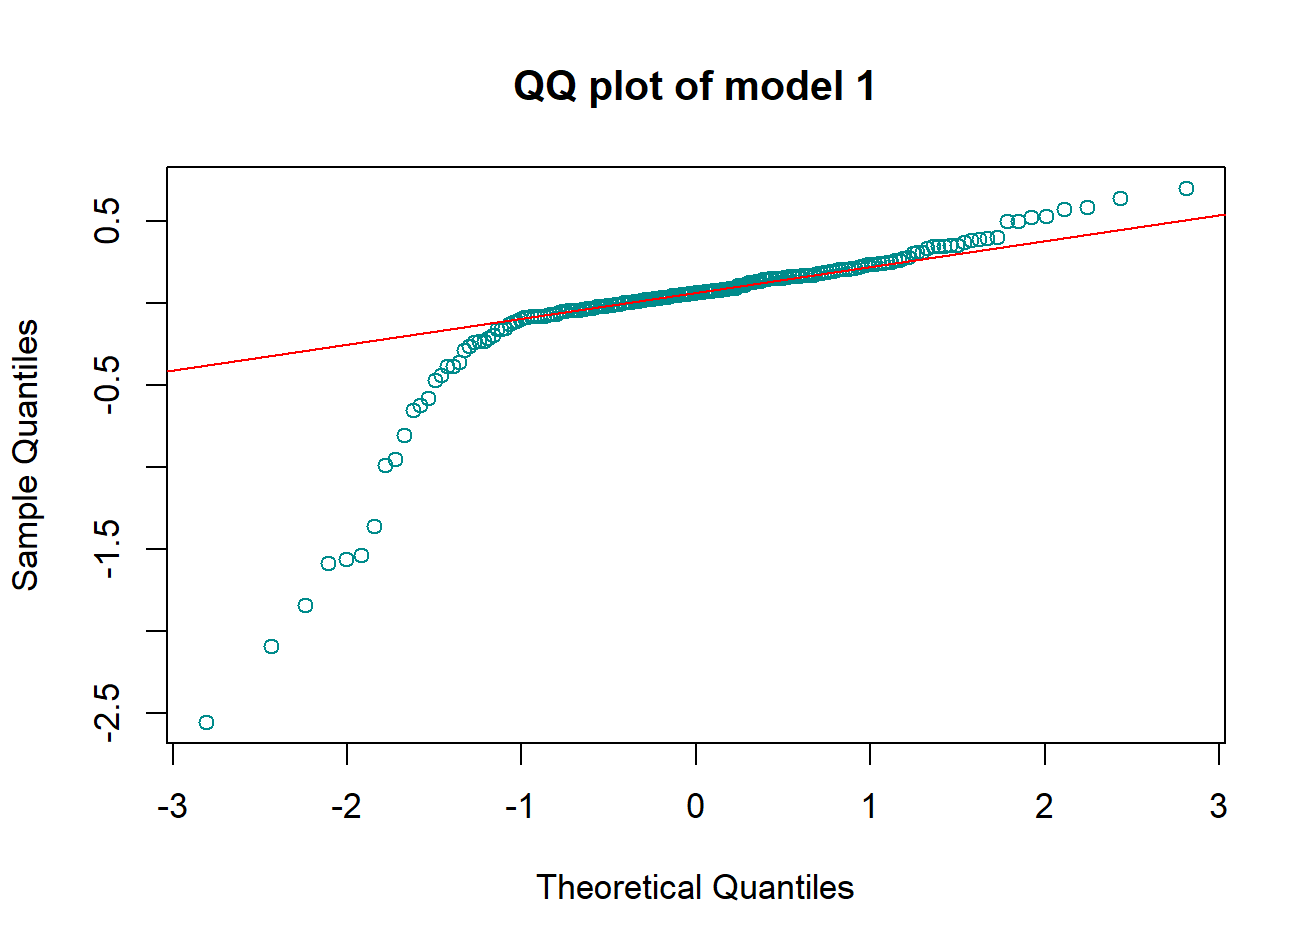 QQ plot of model 1
Sample Quantiles
0.5
-0.5
-1.5
-2.5
-3 -2 -1 0 1 2 3
Theoretical Quantiles